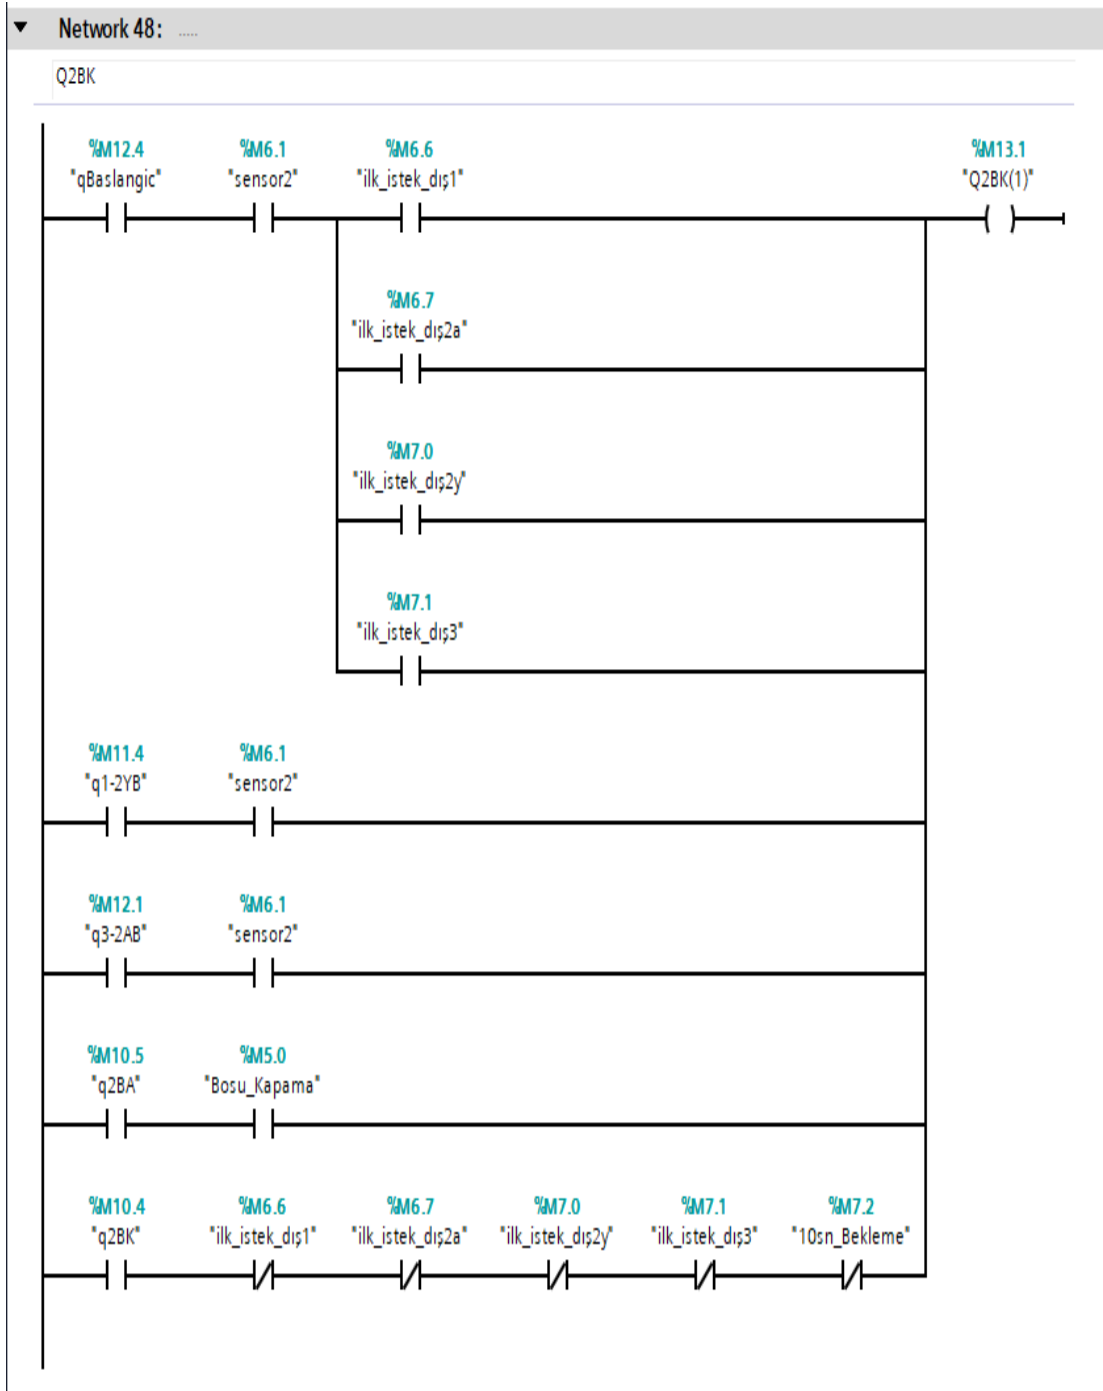 Network 48: .....
Q2BK
%M12.4 %M6.1 %M6.6 %M13.1
"qBaslangic" "sensor2" "ilk_istek_dış1" "Q2BK(1)"
%M6.7
"ilk_istek_dış2a"
%M7.0
"ilk_istek_dış2y"
%M7.1
"ilk_istek_dış3"
%M11.4 %M6.1
"q1-2YB" "sensor2"
%M12.1 %M6.1
"q3-2AB" "sensor2"
%M10.5 %M5.0
"q2BA" "Bosu_Kapama"
%M10.4 %M6.6 %M6.7 %M7.0 %M7.1 %M7.2
"q2BK" "ilk_istek_dış1" "ilk_istek_dış2a" "ilk_istek_dış2y" "ilk_istek_dış3" "10sn_Bekleme"